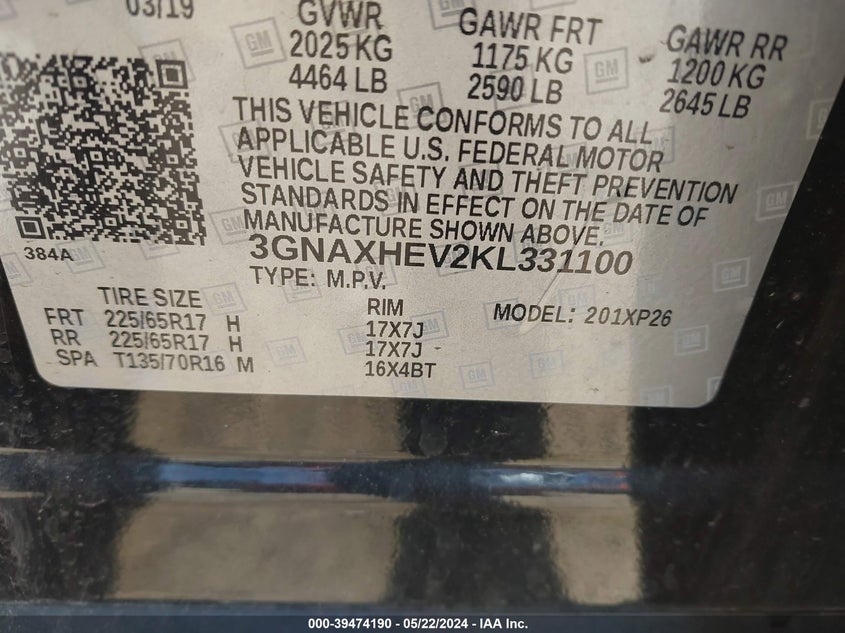 03/19
GVWR
2025 KG
4464 LB
GAWR FRT
1175 KG
2590 LB
GAWR RR
1200 KG
2645 LB
THIS VEHICLE CONFORMS TO ALL
APPLICABLE U.S. FEDERAL MOTOR
VEHICLE SAFETY AND THEFT PREVENTION
STANDARDS IN EFFECT ON THE DATE OF
MANUFACTURE SHOWN ABOVE.
384A
3GNAXHEV2KL331100
TYPE: M.P.V.
TIRE SIZE RIM MODEL: 201XP26
FRT 225/65R17 H 17X7J
RR 225/65R17 H 17X7J
SPA T135/70R16 M 16X4BT
GM
000-39474190 - 05/22/2024 - IAA Inc.